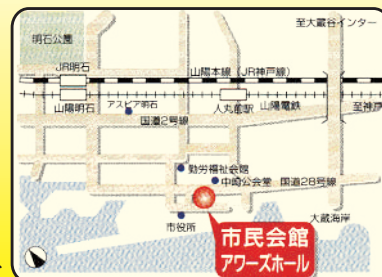 明石公園
至大蔵谷インター
JR明石
山陽本線（JR神戸線）
山陽明石
アスピア明石
人丸前駅
山陽電鉄
至神戸
国道2号線
勤労福祉会館
中崎公会堂
国道28号線
市役所
大蔵海岸
市民会館
アワーズホール